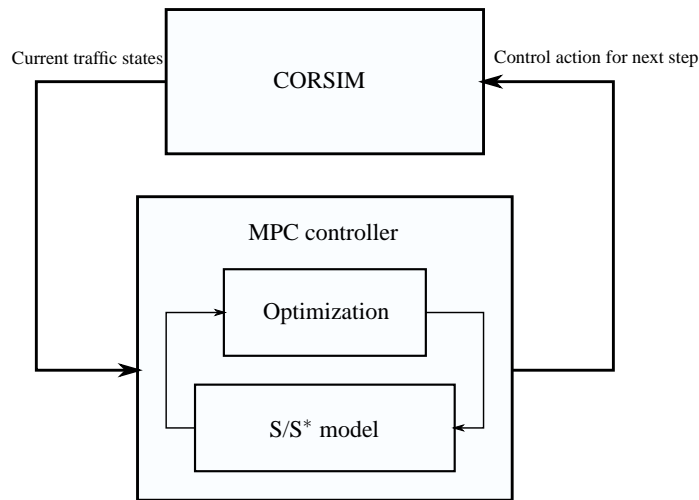 Current traffic states
Control action for next step
CORSIM
MPC controller
Optimization
S/S* model